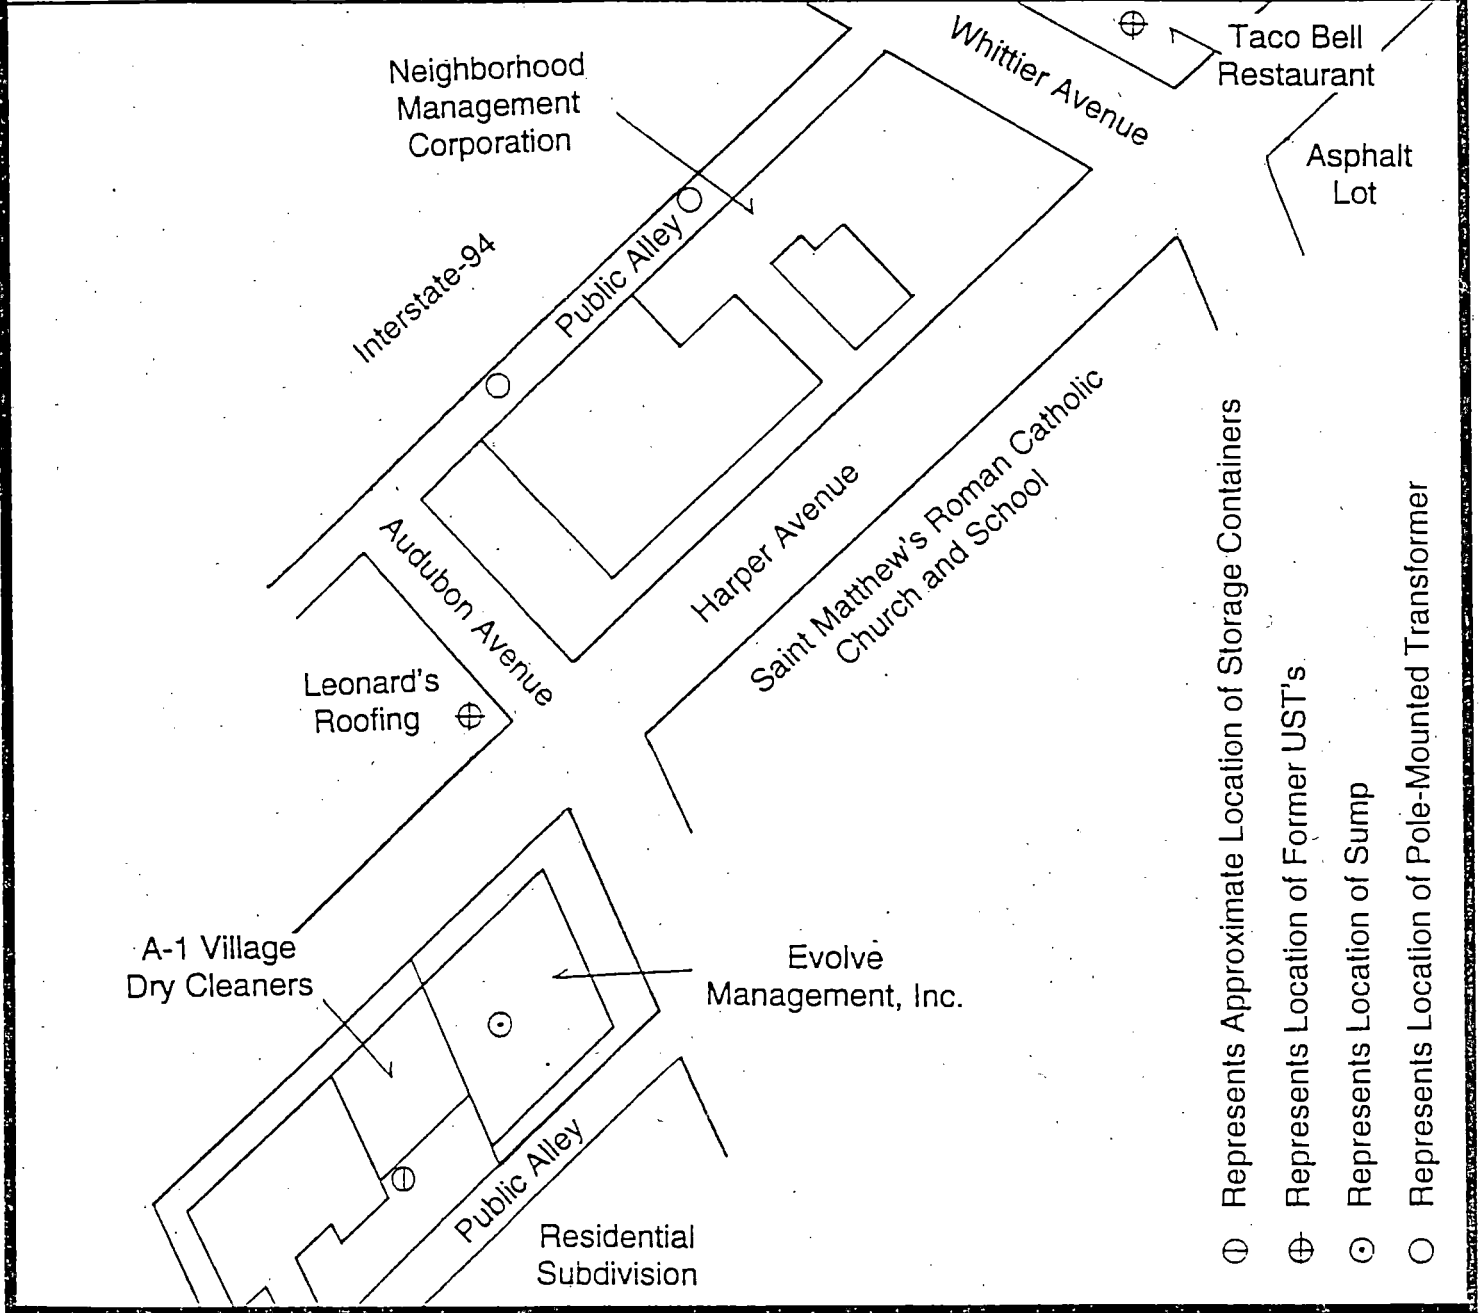 Neighborhood
Management
Corporation
Whittier Avenue
Taco Bell
Restaurant
Asphalt
Lot
Interstate-94
Public Alley
Audubon Avenue
Harper Avenue
Saint Matthew's Roman Catholic
Church and School
Leonard's
Roofing
A-1 Village
Dry Cleaners
Evolve
Management, Inc.
Public Alley
Residential
Subdivision
Represents Approximate Location of Storage Containers
Represents Location of Former UST's
Represents Location of Sump
Represents Location of Pole-Mounted Transformer